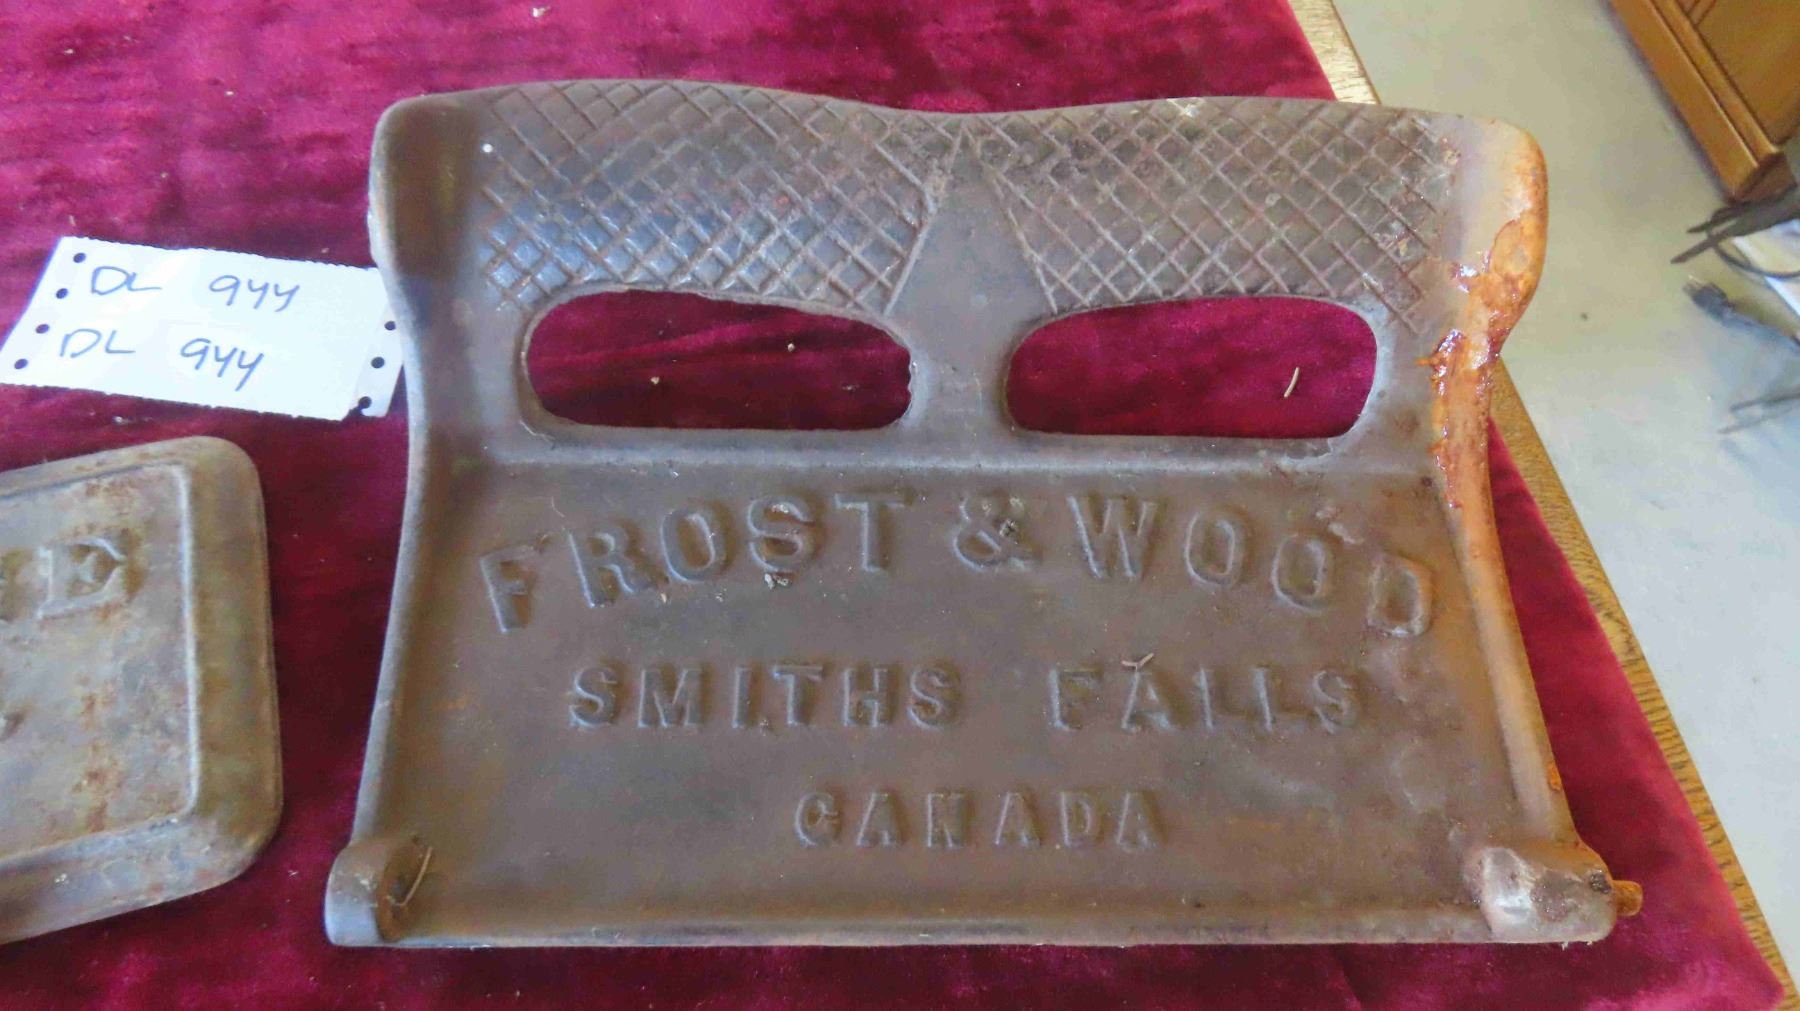 DL 944
DL 944
FROST & WOOD
SMITHS FALLS
CANADA